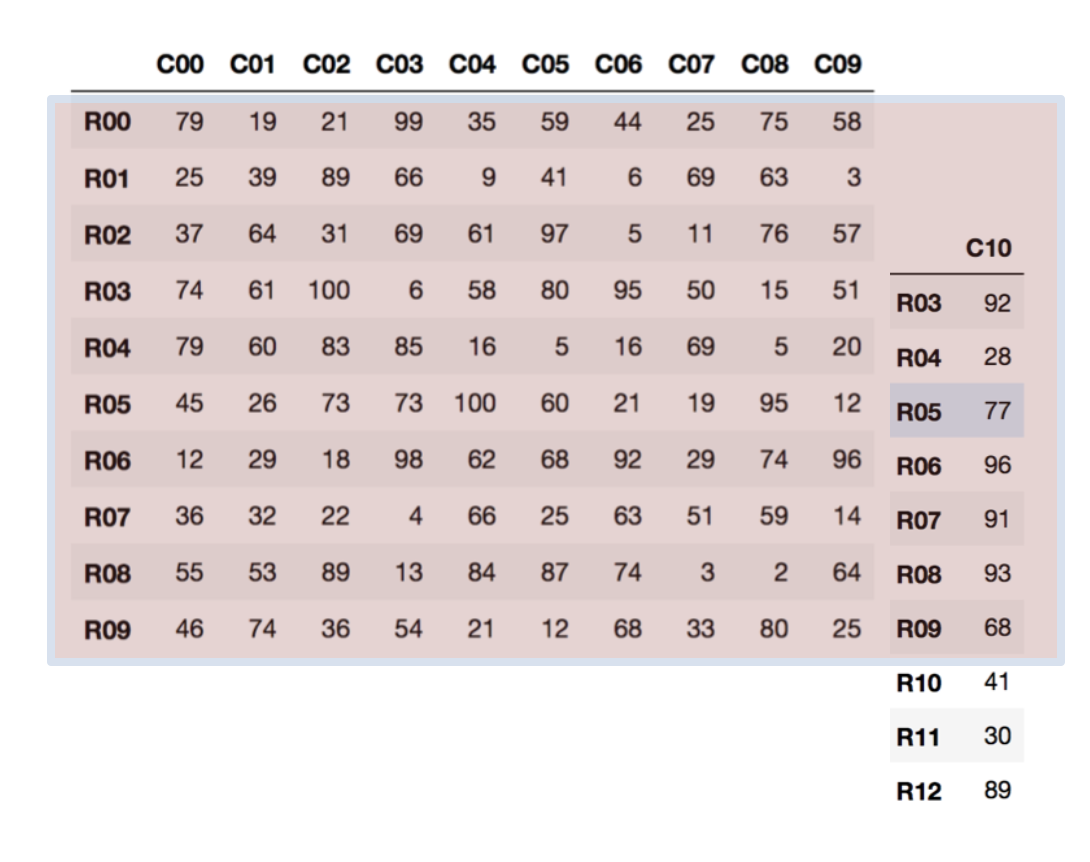 C00 C01 C02 C03 C04 C05 C06 C07 C08 C09
R00 79 19 21 99 35 59 44 25 75 58
R01 25 39 89 66 9 41 6 69 63 3
R02 37 64 31 69 61 97 5 11 76 57
R03 74 61 100 6 58 80 95 50 15 51
R04 79 60 83 85 16 5 16 69 5 20
R05 45 26 73 73 100 60 21 19 95 12
R06 12 29 18 98 62 68 92 29 74 96
R07 36 32 22 4 66 25 63 51 59 14
R08 55 53 89 13 84 87 74 3 2 64
R09 46 74 36 54 21 12 68 33 80 25
C10
R03 92
R04 28
R05 77
R06 96
R07 91
R08 93
R09 68
R10 41
R11 30
R12 89